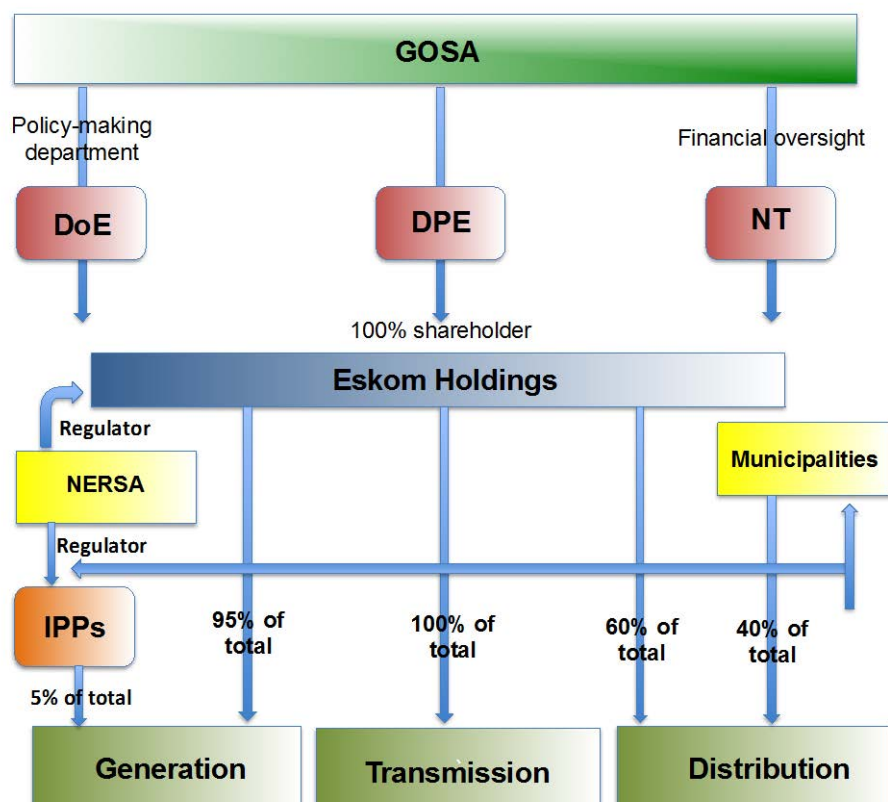 GOSA
Policy-making
department
Financial oversight
DoE
DPE
NT
100% shareholder
Eskom Holdings
Regulator
NERSA
Municipalities
Regulator
IPPs
95% of
total
100% of
total
60% of
total
40% of
total
5% of total
Generation
Transmission
Distribution